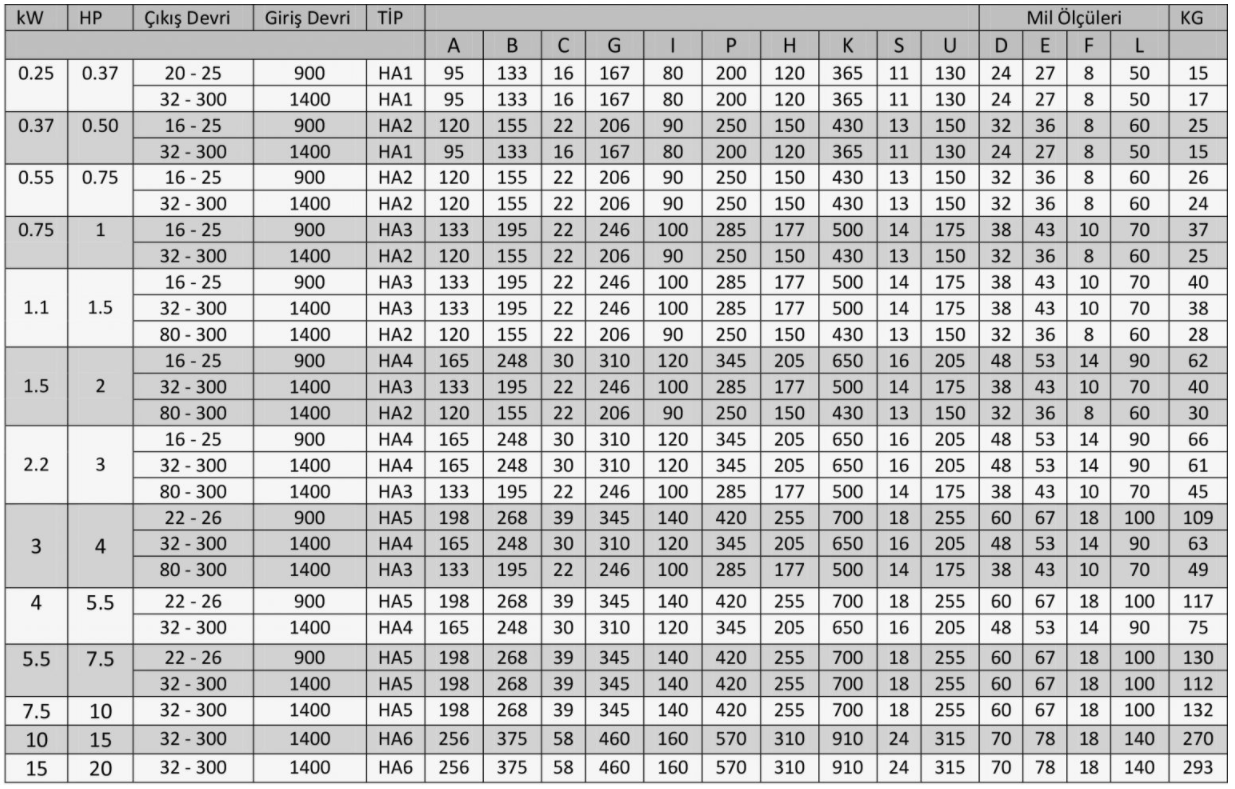 kW HP Çıkış Devri Giriş Devri TİP Mil Ölçüleri KG
A B C G I P H K S U D E F L
0.25 0.37 20 - 25 900 HA1 95 133 16 167 80 200 120 365 11 130 24 27 8 50 15
32 - 300 1400 HA1 95 133 16 167 80 200 120 365 11 130 24 27 8 50 17
0.37 0.50 16 - 25 900 HA2 120 155 22 206 90 250 150 430 13 150 32 36 8 60 25
32 - 300 1400 HA1 95 133 16 167 80 200 120 365 11 130 24 27 8 50 15
0.55 0.75 16 - 25 900 HA2 120 155 22 206 90 250 150 430 13 150 32 36 8 60 26
32 - 300 1400 HA2 120 155 22 206 90 250 150 430 13 150 32 36 8 60 24
0.75 1 16 - 25 900 HA3 133 195 22 246 100 285 177 500 14 175 38 43 10 70 37
32 - 300 1400 HA2 120 155 22 206 90 250 150 430 13 150 32 36 8 60 25
16 - 25 900 HA3 133 195 22 246 100 285 177 500 14 175 38 43 10 70 40
1.1 1.5 32 - 300 1400 HA3 133 195 22 246 100 285 177 500 14 175 38 43 10 70 38
80 - 300 1400 HA2 120 155 22 206 90 250 150 430 13 150 32 36 8 60 28
16 - 25 900 HA4 165 248 30 310 120 345 205 650 16 205 48 53 14 90 62
1.5 2 32 - 300 1400 HA3 133 195 22 246 100 285 177 500 14 175 38 43 10 70 40
80 - 300 1400 HA2 120 155 22 206 90 250 150 430 13 150 32 36 8 60 30
16 - 25 900 HA4 165 248 30 310 120 345 205 650 16 205 48 53 14 90 66
2.2 3 32 - 300 1400 HA4 165 248 30 310 120 345 205 650 16 205 48 53 14 90 61
80 - 300 1400 HA3 133 195 22 246 100 285 177 500 14 175 38 43 10 70 45
22 - 26 900 HA5 198 268 39 345 140 420 255 700 18 255 60 67 18 100 109
3 4 32 - 300 1400 HA4 165 248 30 310 120 345 205 650 16 205 48 53 14 90 63
80 - 300 1400 HA3 133 195 22 246 100 285 177 500 14 175 38 43 10 70 49
4 5.5 22 - 26 900 HA5 198 268 39 345 140 420 255 700 18 255 60 67 18 100 117
32 - 300 1400 HA4 165 248 30 310 120 345 205 650 16 205 48 53 14 90 75
5.5 7.5 22 - 26 900 HA5 198 268 39 345 140 420 255 700 18 255 60 67 18 100 130
32 - 300 1400 HA5 198 268 39 345 140 420 255 700 18 255 60 67 18 100 112
7.5 10 32 - 300 1400 HA5 198 268 39 345 140 420 255 700 18 255 60 67 18 100 132
10 15 32 - 300 1400 HA6 256 375 58 460 160 570 310 910 24 315 70 78 18 140 270
15 20 32 - 300 1400 HA6 256 375 58 460 160 570 310 910 24 315 70 78 18 140 293